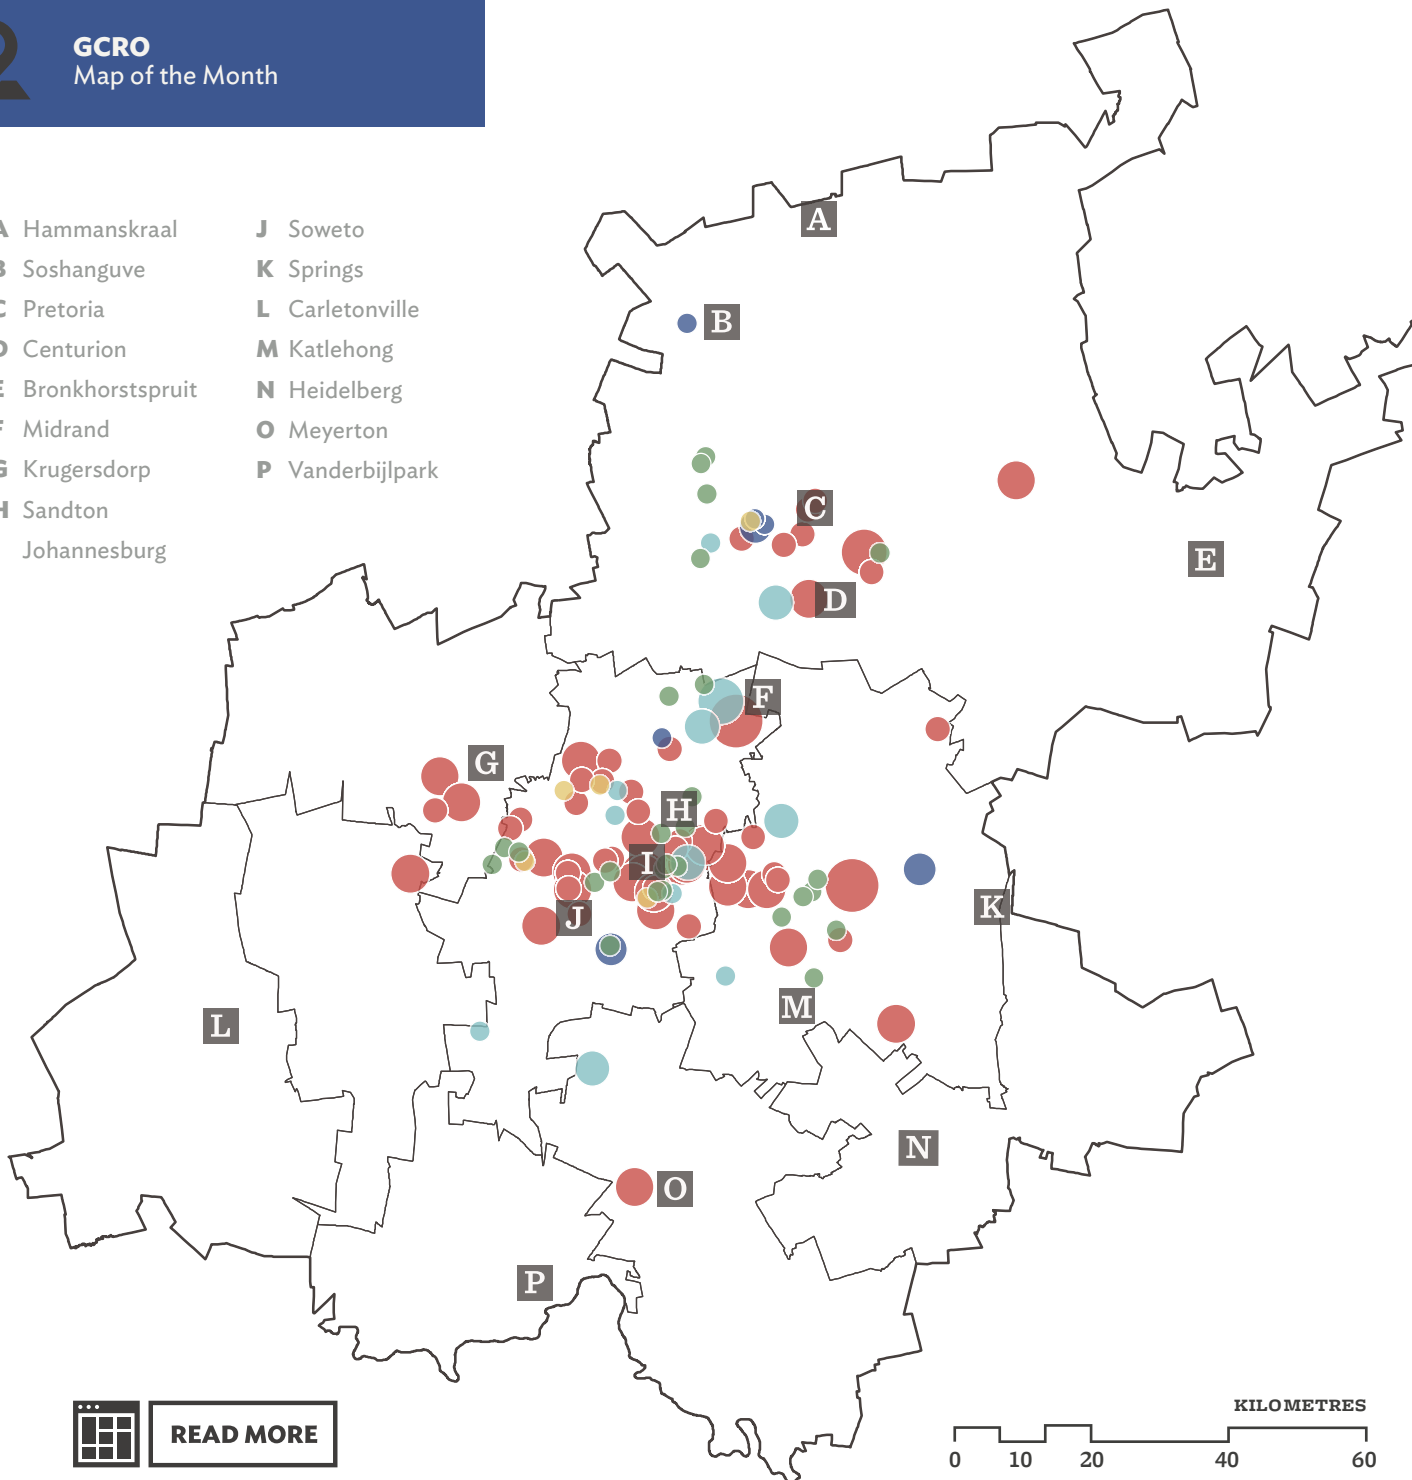 GCRO
Map of the Month
A Hammanskraal
B Soshanguve
C Pretoria
D Centurion
E Bronkhorstspruit
F Midrand
G Krugersdorp
H Sandton
Johannesburg
J Soweto
K Springs
L Carletonville
M Katlehong
N Heidelberg
O Meyerton
P Vanderbijlpark
A
B
C
E
D
F
G
H
I
K
J
M
L
N
O
P
READ MORE
KILOMETRES
0 10 20 40 60